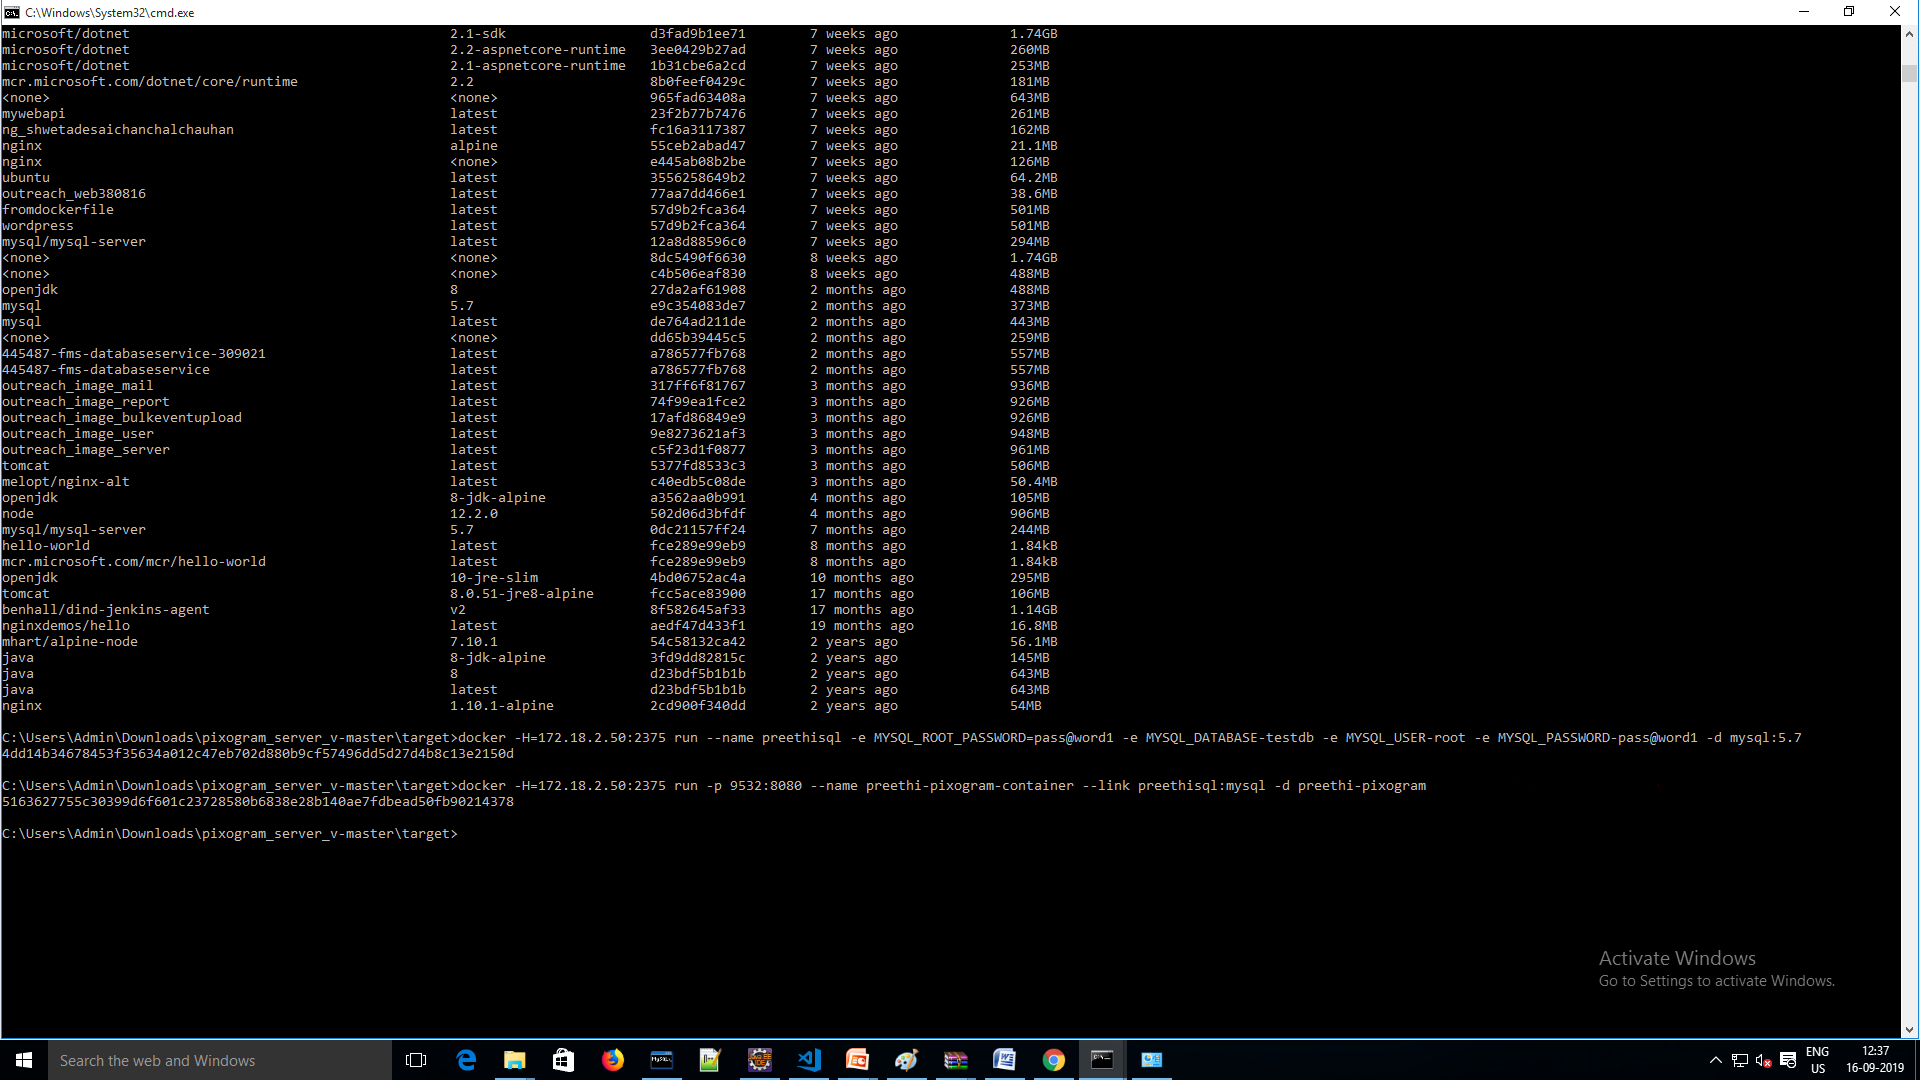 C:\Windows\System32\cmd.exe
microsoft/dotnet 2.1-sdk d3fad9b1ee71 7 weeks ago 1.74GB
microsoft/dotnet 2.2-aspnetcore-runtime 3ee0429b27ad 7 weeks ago 260MB
microsoft/dotnet 2.1-aspnetcore-runtime 1b31cbe6a2cd 7 weeks ago 253MB
mcr.microsoft.com/dotnet/core/runtime 2.2 8b0feef0429c 7 weeks ago 181MB
<none> <none> 965fad63408a 7 weeks ago 643MB
mywebapi latest 23f2b77b7476 7 weeks ago 261MB
ng_shwetadesaichanchalchauhan latest fc16a3117387 7 weeks ago 162MB
nginx alpine 55ceb2abad47 7 weeks ago 21.1MB
nginx <none> e445ab08b2be 7 weeks ago 126MB
ubuntu latest 3556258649b2 7 weeks ago 64.2MB
outreach_web380816 latest 77aa7dd466e1 7 weeks ago 38.6MB
fromdockerfile latest 57d9b2fca364 7 weeks ago 501MB
wordpress latest 57d9b2fca364 7 weeks ago 501MB
mysql/mysql-server latest 12a8d88596c0 7 weeks ago 294MB
<none> <none> 8dc5490f6630 8 weeks ago 1.74GB
<none> <none> c4b506eaf830 8 weeks ago 488MB
openjdk 8 27da2af61908 2 months ago 488MB
mysql 5.7 e9c354083de7 2 months ago 373MB
mysql latest de764ad211de 2 months ago 443MB
<none> <none> dd65b39445c5 2 months ago 259MB
445487-fms-databaseservice-309021 latest a786577fb768 2 months ago 557MB
445487-fms-databaseservice latest a786577fb768 2 months ago 557MB
outreach_image_mail latest 317ff6f81767 3 months ago 936MB
outreach_image_report latest 74f99ea1fce2 3 months ago 926MB
outreach_image_bulkeventupload latest 17afd86849e9 3 months ago 926MB
outreach_image_user latest 9e8273621af3 3 months ago 948MB
outreach_image_server latest c5f23d1f0877 3 months ago 961MB
tomcat latest 5377fd8533c3 3 months ago 506MB
melopt/nginx-alt latest c40edb5c08de 3 months ago 50.4MB
openjdk 8-jdk-alpine a3562aa0b991 4 months ago 105MB
node 12.2.0 502d06d3bfdf 4 months ago 906MB
mysql/mysql-server 5.7 0dc21157ff24 7 months ago 244MB
hello-world latest fce289e99eb9 8 months ago 1.84kB
mcr.microsoft.com/mcr/hello-world latest fce289e99eb9 8 months ago 1.84kB
openjdk 10-jre-slim 4bd06752ac4a 10 months ago 295MB
tomcat 8.0.51-jre8-alpine fcc5ace83900 17 months ago 106MB
benhall/dind-jenkins-agent v2 8f582645af33 17 months ago 1.14GB
nginxdemos/hello latest aedf47d433f1 19 months ago 16.8MB
mhart/alpine-node 7.10.1 54c58132ca42 2 years ago 56.1MB
java 8-jdk-alpine 3fd9dd82815c 2 years ago 145MB
java 8 d23bdf5b1b1b 2 years ago 643MB
java latest d23bdf5b1b1b 2 years ago 643MB
nginx 1.10.1-alpine 2cd900f340dd 2 years ago 54MB
C:\Users\Admin\Downloads\pixogram_server_v-master\target>docker -H=172.18.2.50:2375 run --name preethisql -e MYSQL_ROOT_PASSWORD=pass@word1 -e MYSQL_DATABASE-testdb -e MYSQL_USER-root -e MYSQL_PASSWORD-pass@word1 -d mysql:5.7
4dd14b34678453f35634a012c47eb702d880b9cf57496dd5d27d4b8c13e2150d
C:\Users\Admin\Downloads\pixogram_server_v-master\target>docker -H=172.18.2.50:2375 run -p 9532:8080 --name preethi-pixogram-container --link preethisql:mysql -d preethi-pixogram
5163627755c30399d6f601c23728580b6838e28b140ae7fdbead50fb90214378
C:\Users\Admin\Downloads\pixogram_server_v-master\target>
Activate Windows
Go to Settings to activate Windows.
Search the web and Windows
ENG 12:37
US 16-09-2019